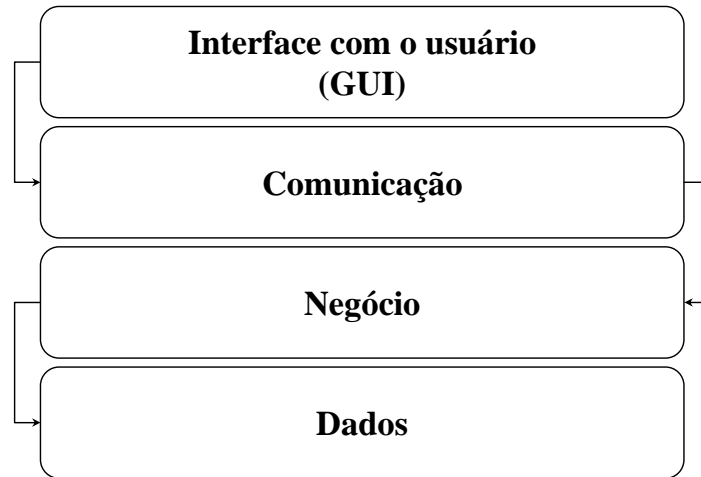 Interface com o usuário
(GUI)
Comunicação
Negócio
Dados